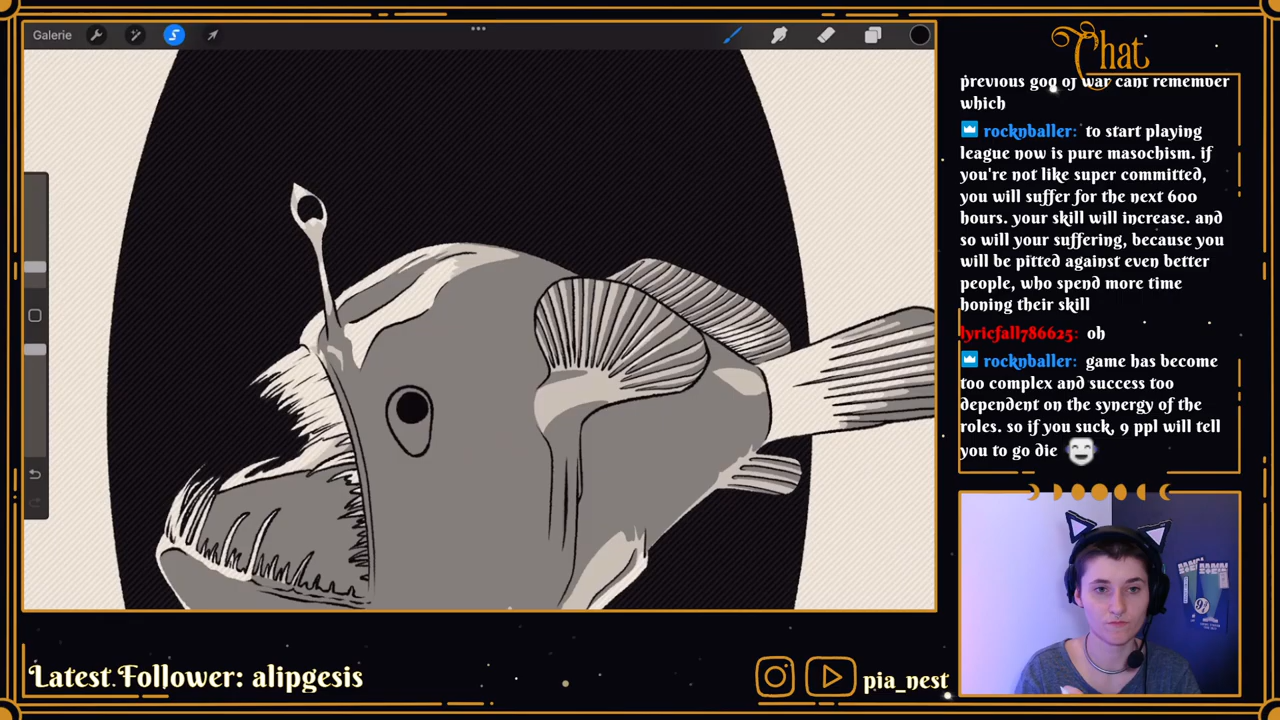 Galerie
Chat
previous god of war cant remember
which
rocknballer: to start playing
league now is pure masochism. if
you're not like super committed,
you will suffer for the next 600
hours. your skill will increase. and
so will your suffering, because you
will be pitted against even better
people, who spend more time
honing their skill
lyricfall786625: oh
rocknballer: game has become
too complex and success too
dependent on the synergy of the
roles. so if you suck, 9 ppl will tell
you to go die
Latest Follower: alipgesis
pia_nest